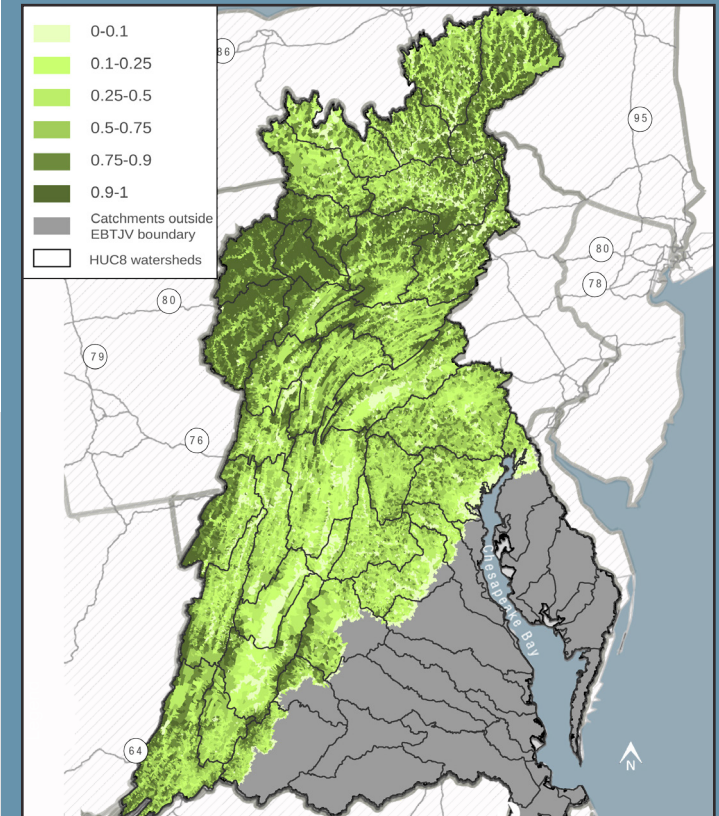 0-0.1
0.1-0.25
0.25-0.5
0.5-0.75
0.75-0.9
0.9-1
Catchments outside
EBTJV boundary
HUC8 watersheds
86
95
80
78
80
79
76
Chesapeake Bay
64
N